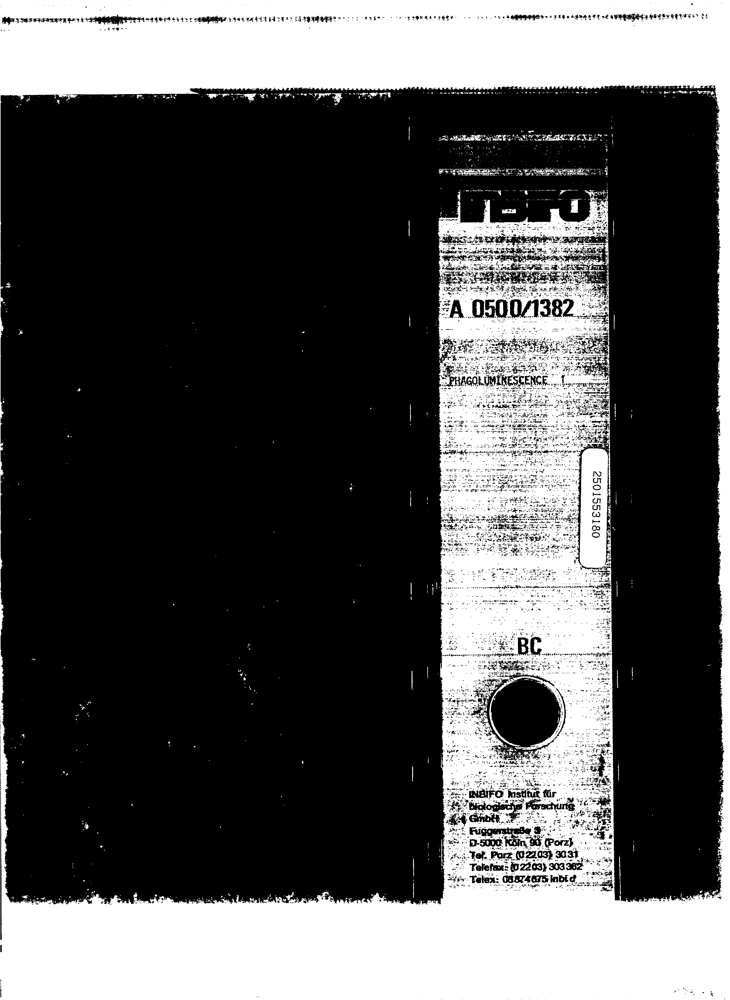 INBIFO
A 0500/1382
PHAGOLUMINESCENCE I
2501553180
BC
INBIFO Institut für
biologische Forschung
GmbH
Fuggerstraße 3
D-5000 Köln 90 (Porz)
Tel. Porz (02203) 3031
Telefax: (02203) 303362
Telex: 08874675 inbi d